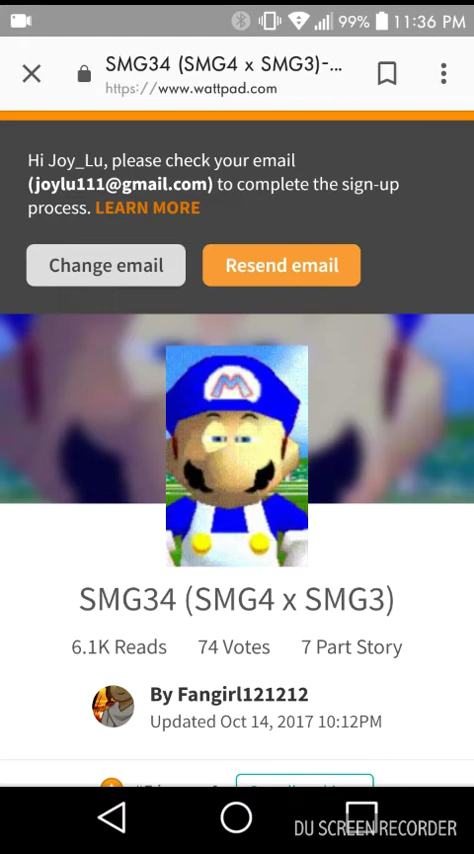 99% 11:36 PM
SMG34 (SMG4 x SMG3)-...
https://www.wattpad.com
Hi Joy_Lu, please check your email
(joylu111@gmail.com) to complete the sign-up
process. LEARN MORE
Change email Resend email
M
SMG34 (SMG4 x SMG3)
6.1K Reads 74 Votes 7 Part Story
By Fangirl121212
Updated Oct 14, 2017 10:12PM
DU SCREEN RECORDER